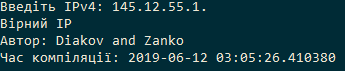 Введіть IPv4: 145.12.55.1.
Вірний IP
Автор: Diakov and Zanko
Час компіляції: 2019-06-12 03:05:26.410380